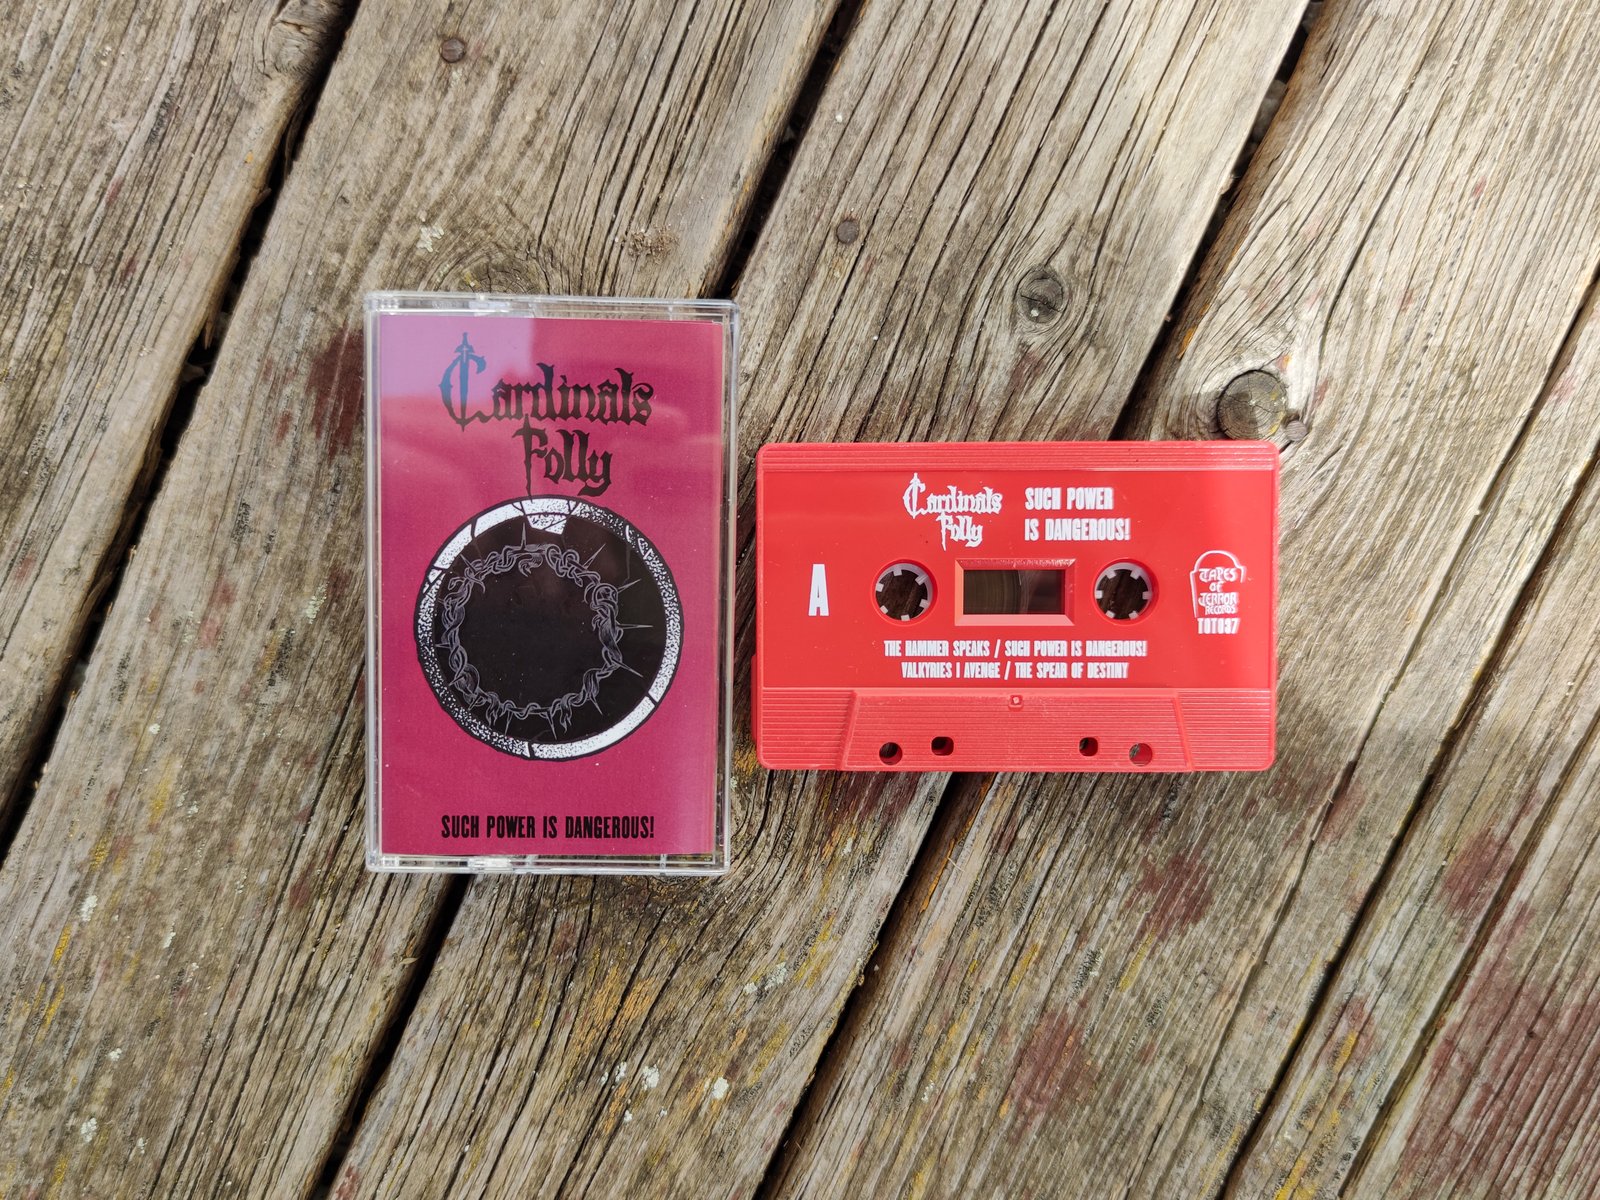 Cardinals
Folly
SUCH POWER IS DANGEROUS!
Cardinals
Folly
SUCH POWER
IS DANGEROUS!
A
TAPES
OF
TERROR
RECORDS
TOT037
THE HAMMER SPEAKS / SUCH POWER IS DANGEROUS!
VALKYRIES I AVENGE / THE SPEAR OF DESTINY